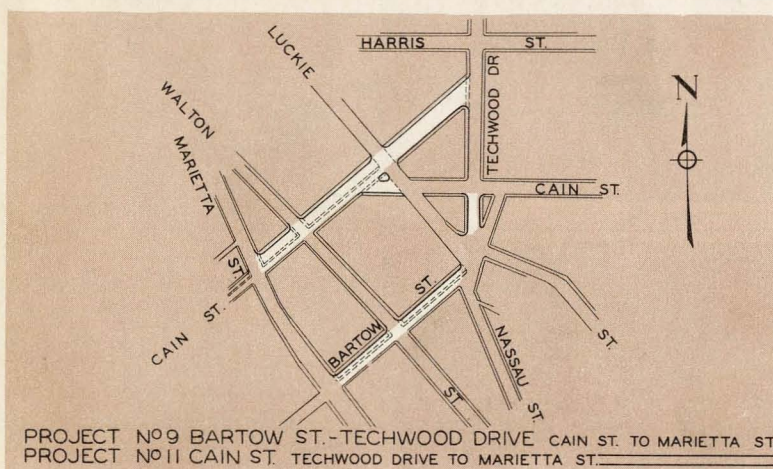 HARRIS ST.
LUCKIE
TECHWOOD DR
N
WALTON
MARIETTA
CAIN ST.
ST.
CAIN ST.
ST.
BARTOW
NASSAU ST.
ST.
ST.
PROJECT Nº 9 BARTOW ST.-TECHWOOD DRIVE CAIN ST. TO MARIETTA ST.
PROJECT Nº 11 CAIN ST. TECHWOOD DRIVE TO MARIETTA ST.